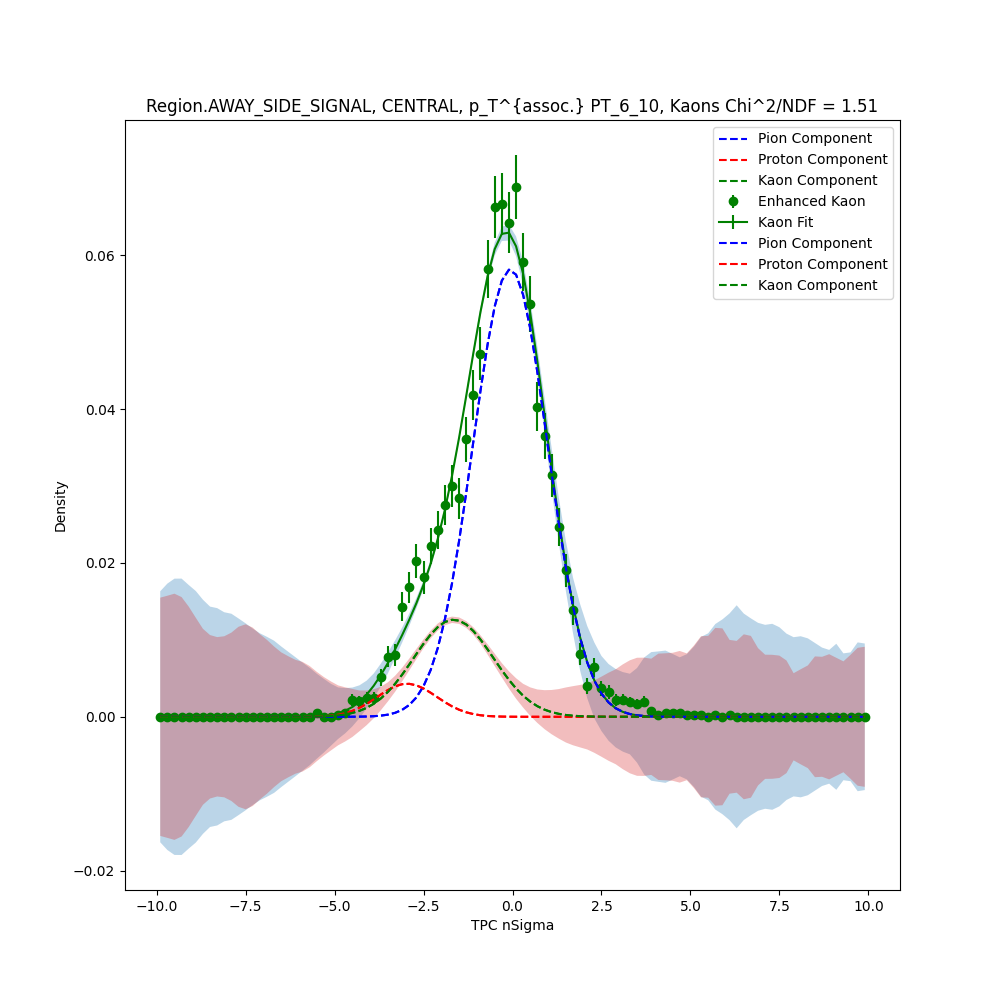 Region.AWAY_SIDE_SIGNAL, CENTRAL, p_T^{assoc.} PT_6_10, Kaons Chi^2/NDF = 1.51
Pion Component
Proton Component
Kaon Component
Enhanced Kaon
Kaon Fit
Pion Component
Proton Component
Kaon Component
0.06
0.04
0.02
0.00
−0.02
Density
−10.0 −7.5 −5.0 −2.5 0.0 2.5 5.0 7.5 10.0
TPC nSigma